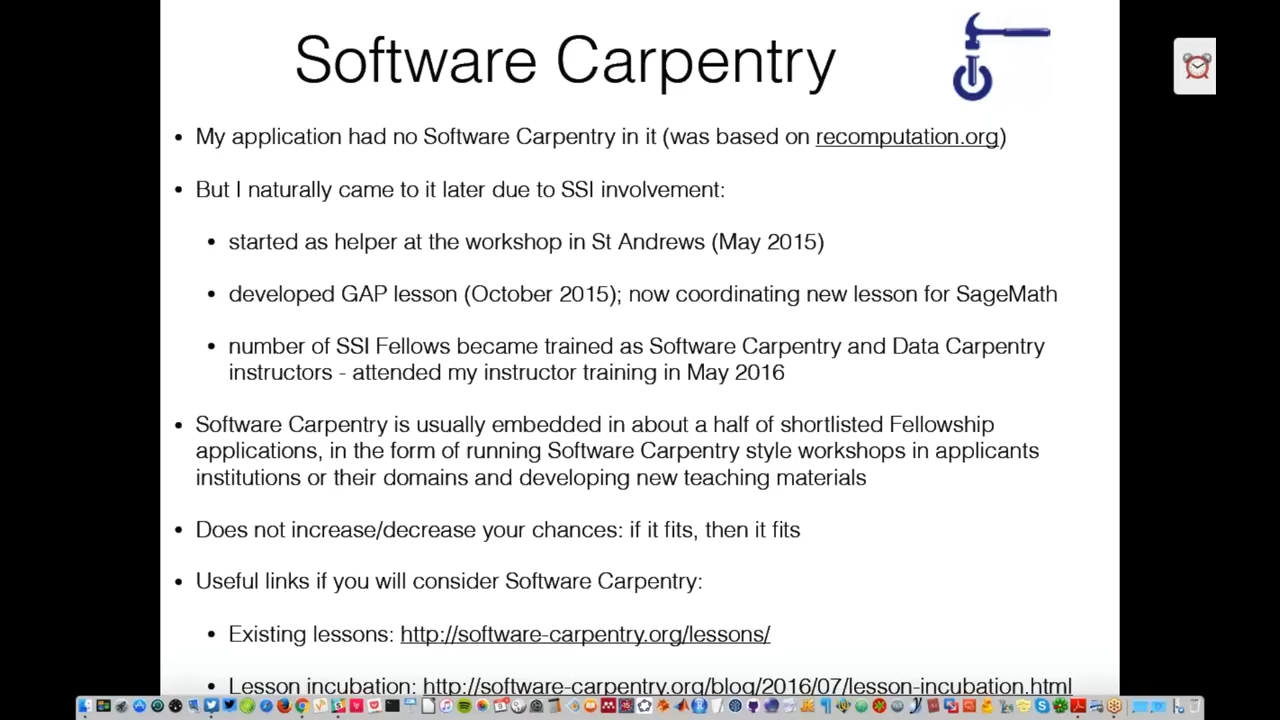 Software Carpentry
• My application had no Software Carpentry in it (was based on recomputation.org)
• But I naturally came to it later due to SSI involvement:
• started as helper at the workshop in St Andrews (May 2015)
• developed GAP lesson (October 2015); now coordinating new lesson for SageMath
• number of SSI Fellows became trained as Software Carpentry and Data Carpentry
instructors - attended my instructor training in May 2016
• Software Carpentry is usually embedded in about a half of shortlisted Fellowship
applications, in the form of running Software Carpentry style workshops in applicants
institutions or their domains and developing new teaching materials
• Does not increase/decrease your chances: if it fits, then it fits
• Useful links if you will consider Software Carpentry:
• Existing lessons: http://software-carpentry.org/lessons/
• Lesson incubation: http://software-carpentry.org/blog/2016/07/lesson-incubation.html